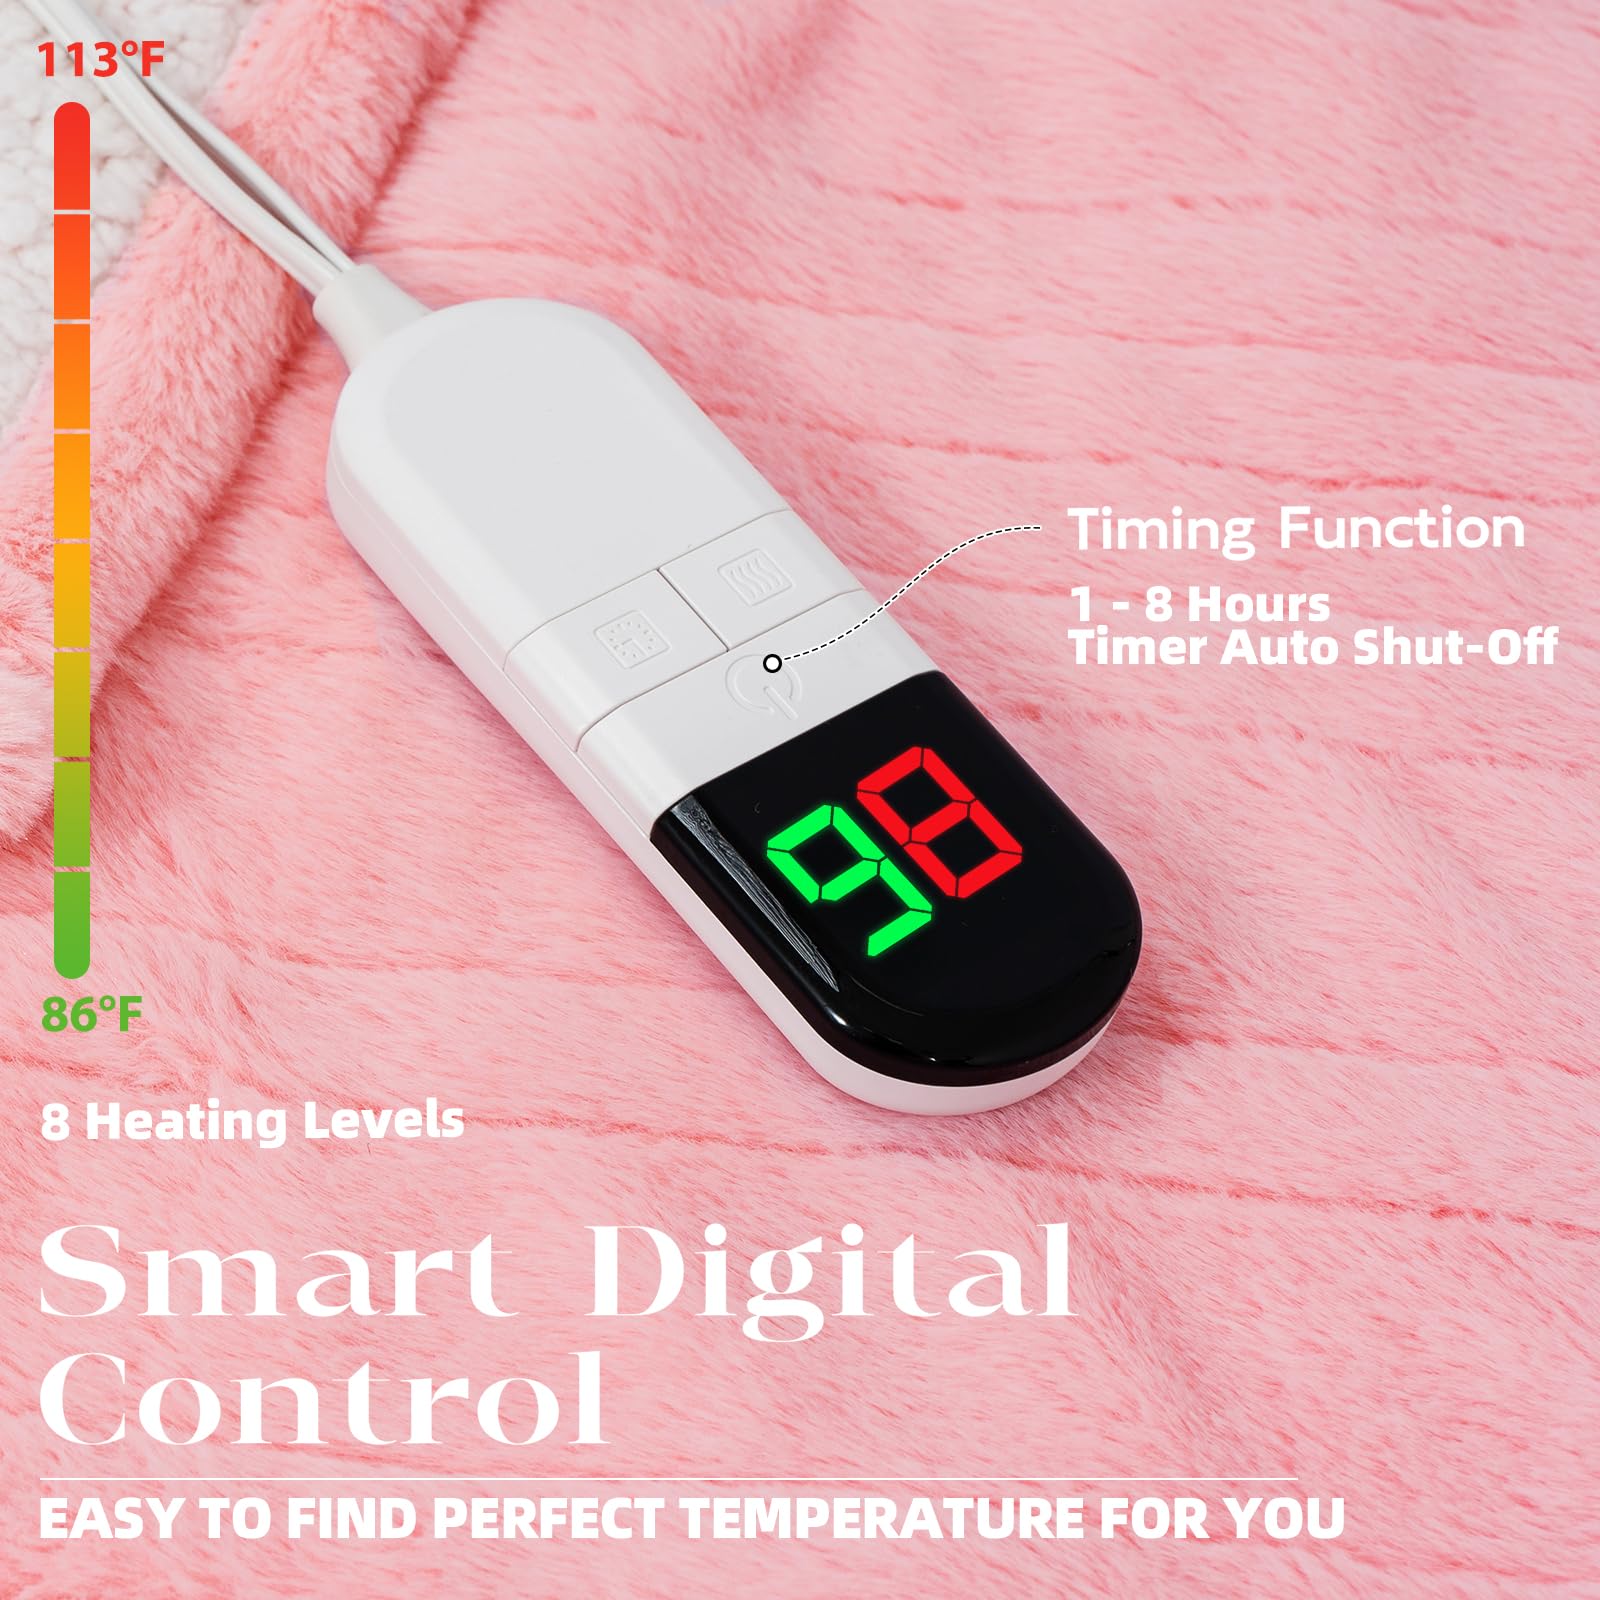 113°F
Timing Function
1 - 8 Hours
Timer Auto Shut-Off
98
86°F
8 Heating Levels
Smart Digital
Control
EASY TO FIND PERFECT TEMPERATURE FOR YOU